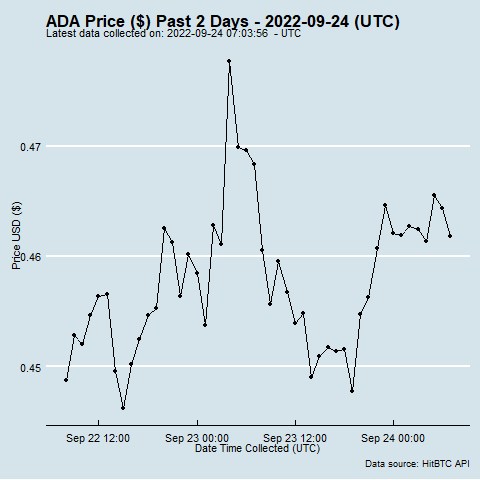 ADA Price ($) Past 2 Days - 2022-09-24 (UTC)
Latest data collected on: 2022-09-24 07:03:56 - UTC
0.47
0.46
0.45
Price USD ($)
Sep 22 12:00 Sep 23 00:00 Sep 23 12:00 Sep 24 00:00
Date Time Collected (UTC)
Data source: HitBTC API